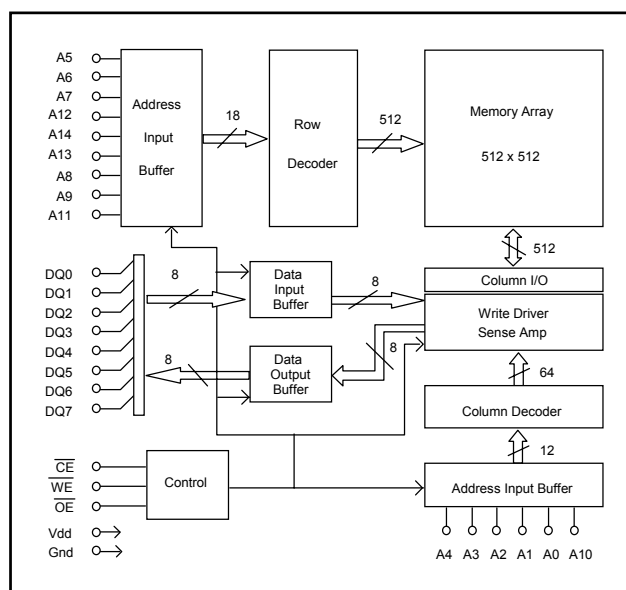 A5
A6
A7
A12
A14
A13
A8
A9
A11
Address
Input
Buffer
18
Row
Decoder
512
Memory Array
512 x 512
512
DQ0
DQ1
DQ2
DQ3
DQ4
DQ5
DQ6
DQ7
8
Data
Input
Buffer
8
Column I/O
Write Driver
Sense Amp
8
Data
Output
Buffer
8
64
Column Decoder
12
CE
WE
OE
Control
Address Input Buffer
Vdd
Gnd
A4 A3 A2 A1 A0 A10